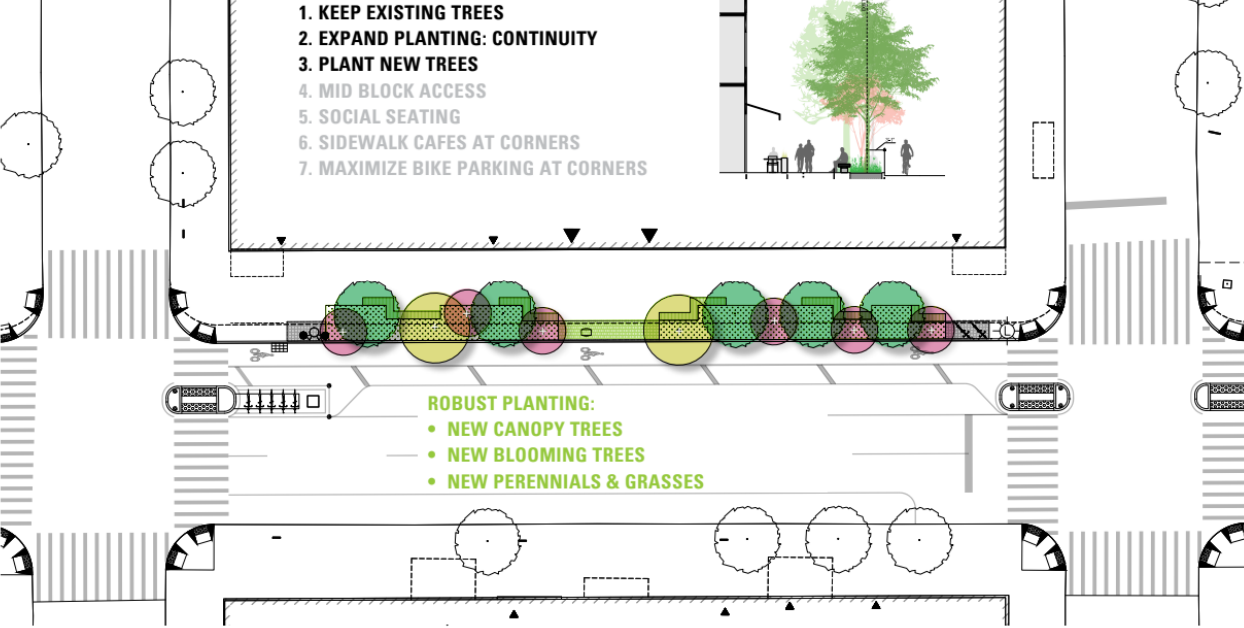 1. KEEP EXISTING TREES
2. EXPAND PLANTING: CONTINUITY
3. PLANT NEW TREES
4. MID BLOCK ACCESS
5. SOCIAL SEATING
6. SIDEWALK CAFES AT CORNERS
7. MAXIMIZE BIKE PARKING AT CORNERS
ROBUST PLANTING:
• NEW CANOPY TREES
• NEW BLOOMING TREES
• NEW PERENNIALS & GRASSES